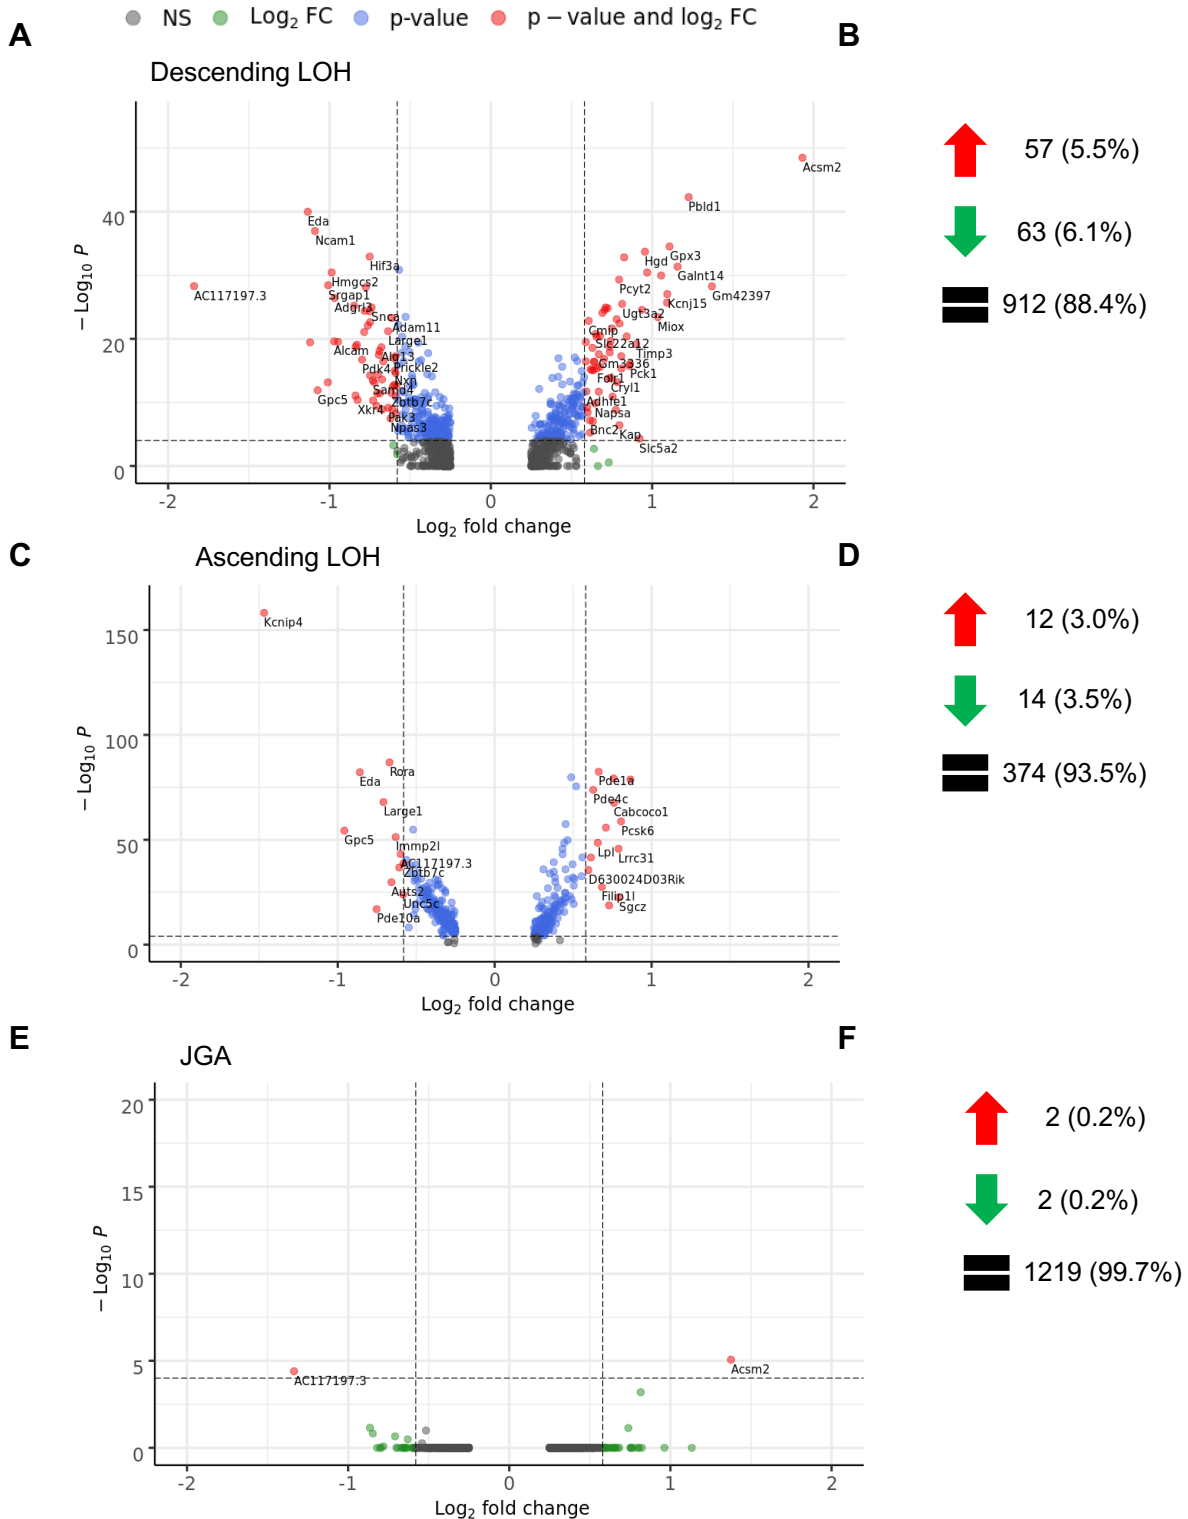 NS Log2 FC p-value p – value and log2 FC
A
B
Descending LOH
– Log10 P
40
20
0
-2 -1 0 1 2
Log2 fold change
Acsm2
Pbld1
Eda
Ncam1
Hif3a
Hgd
Gpx3
Hmgcs2
Galnt14
AC117197.3
Srgap1
Pcyt2
Gm42397
Adgrl3
Kcnj15
Snca
Ugt3a2
Adam11
Cmip
Miox
Large1
Slc22a12
Alcam
Alg13
Timp3
Pdk4
Prickle2
Gm3336
Pck1
Nxn
Folr1
Samd4
Cryl1
Gpc5
Zbtb7c
Adhfe1
Xkr4
Pak3
Napsa
Npas3
Bnc2
Kap
Slc5a2
57 (5.5%)
63 (6.1%)
912 (88.4%)
C
D
Ascending LOH
– Log10 P
150
100
50
0
-2 -1 0 1 2
Log2 fold change
Kcnip4
Rora
Eda
Pde1a
Large1
Pde4c
Cabcoco1
Gpc5
Pcsk6
Immp2l
Lpl
Lrrc31
AC117197.3
Zbtb7c
D630024D03Rik
Auts2
Filip1l
Unc5c
Sgcz
Pde10a
12 (3.0%)
14 (3.5%)
374 (93.5%)
E
F
JGA
– Log10 P
20
15
10
5
0
-2 -1 0 1 2
Log2 fold change
AC117197.3
Acsm2
2 (0.2%)
2 (0.2%)
1219 (99.7%)